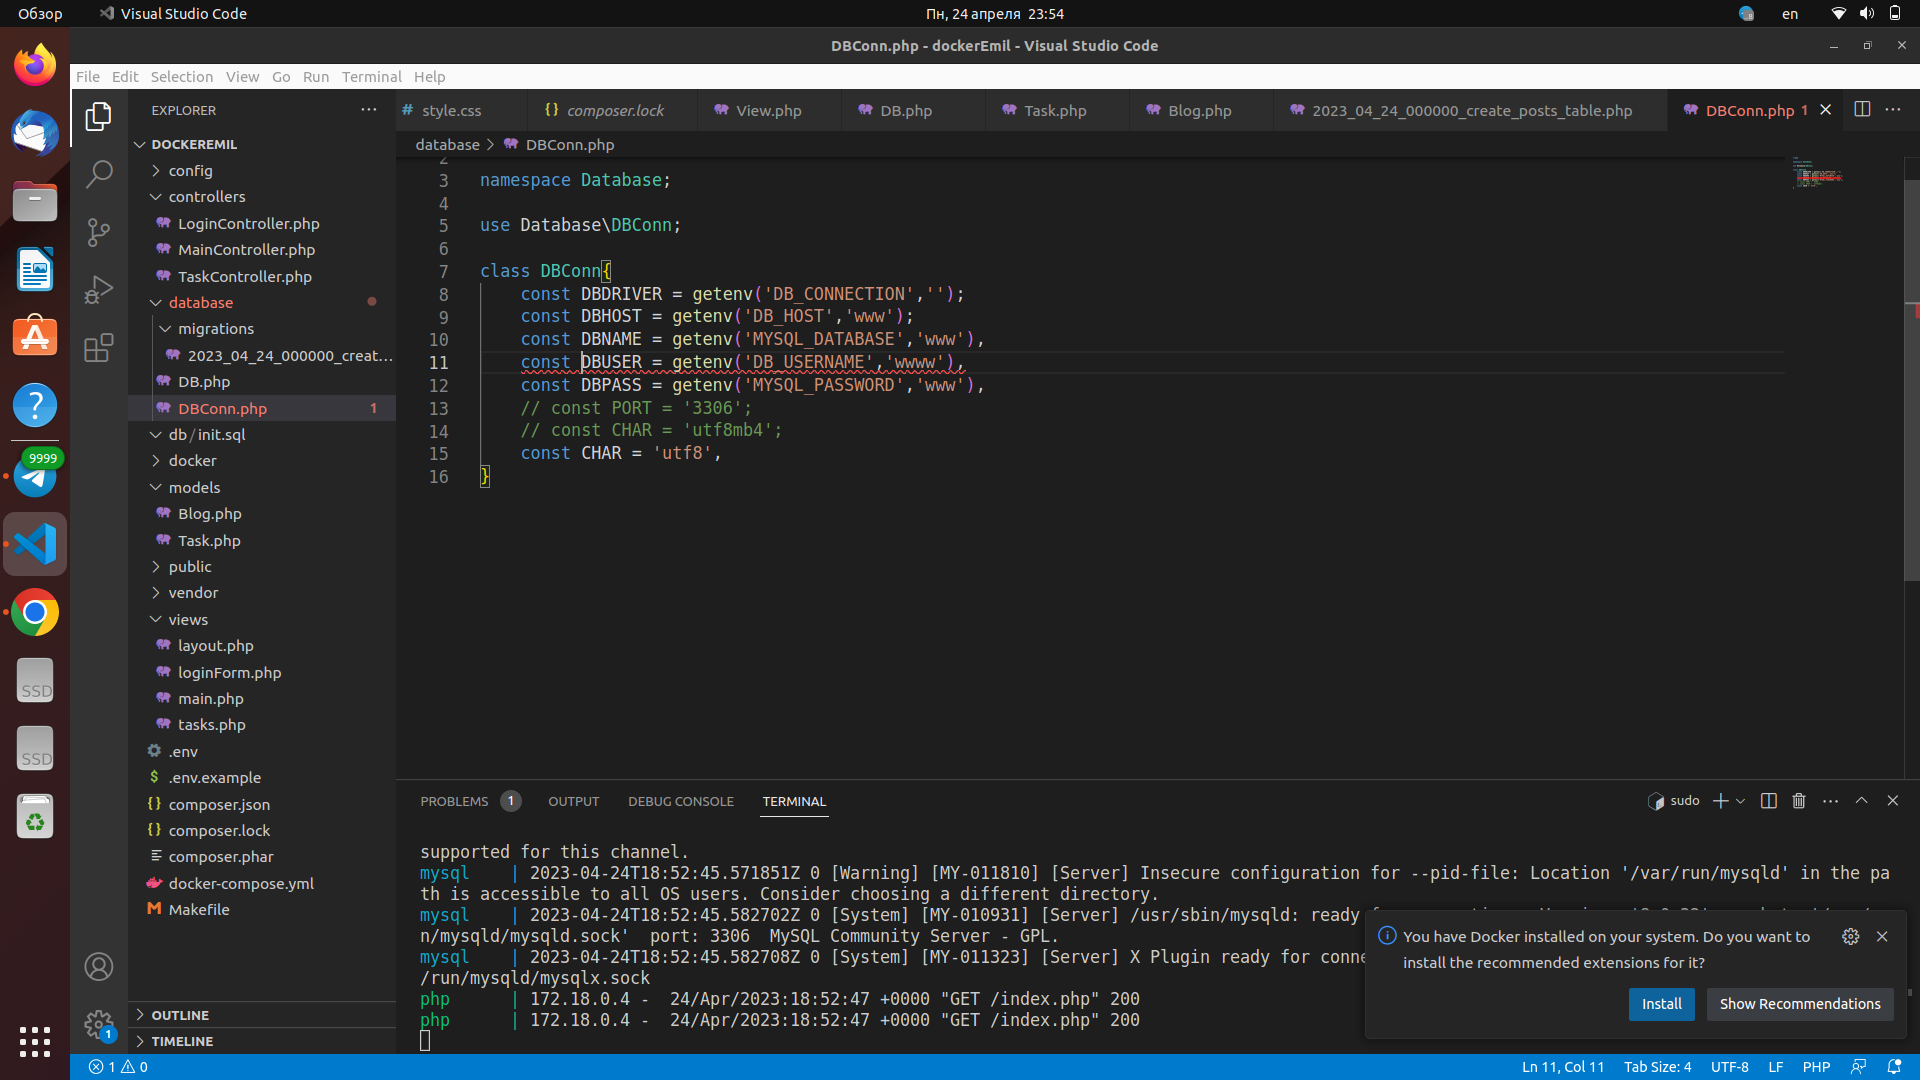 Обзор
Visual Studio Code
Пн, 24 апреля 23:54
en
DBConn.php - dockerEmil - Visual Studio Code
File Edit Selection View Go Run Terminal Help
EXPLORER
# style.css
{} composer.lock
View.php
DB.php
Task.php
Blog.php
2023_04_24_000000_create_posts_table.php
DBConn.php 1
database > DBConn.php
DOCKEREMIL
config
controllers
LoginController.php
MainController.php
TaskController.php
database
migrations
2023_04_24_000000_creat...
DB.php
DBConn.php 1
db / init.sql
docker
models
Blog.php
Task.php
public
vendor
views
layout.php
loginForm.php
main.php
tasks.php
.env
$ .env.example
{} composer.json
{} composer.lock
composer.phar
docker-compose.yml
M Makefile
OUTLINE
TIMELINE
9999
SSD
SSD
1
2
3 namespace Database;
4
5 use Database\DBConn;
6
7 class DBConn{
8 const DBDRIVER = getenv('DB_CONNECTION','');
9 const DBHOST = getenv('DB_HOST','www');
10 const DBNAME = getenv('MYSQL_DATABASE','www'),
11 const DBUSER = getenv('DB_USERNAME','wwww'),
12 const DBPASS = getenv('MYSQL_PASSWORD','www'),
13 // const PORT = '3306';
14 // const CHAR = 'utf8mb4';
15 const CHAR = 'utf8',
16 }
PROBLEMS 1 OUTPUT DEBUG CONSOLE TERMINAL
sudo
supported for this channel.
mysql | 2023-04-24T18:52:45.571851Z 0 [Warning] [MY-011810] [Server] Insecure configuration for --pid-file: Location '/var/run/mysqld' in the pa
th is accessible to all OS users. Consider choosing a different directory.
mysql | 2023-04-24T18:52:45.582702Z 0 [System] [MY-010931] [Server] /usr/sbin/mysqld: ready
n/mysqld/mysqld.sock' port: 3306 MySQL Community Server - GPL.
mysql | 2023-04-24T18:52:45.582708Z 0 [System] [MY-011323] [Server] X Plugin ready for conne
/run/mysqld/mysqlx.sock
php | 172.18.0.4 - 24/Apr/2023:18:52:47 +0000 "GET /index.php" 200
php | 172.18.0.4 - 24/Apr/2023:18:52:47 +0000 "GET /index.php" 200
You have Docker installed on your system. Do you want to
install the recommended extensions for it?
Install
Show Recommendations
1 0
Ln 11, Col 11 Tab Size: 4 UTF-8 LF PHP